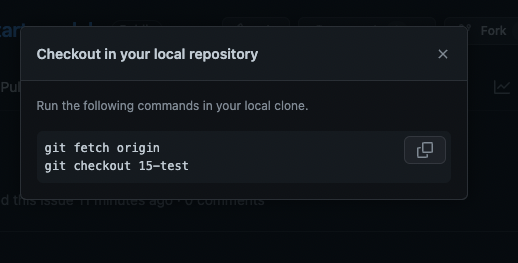 Fork
Checkout in your local repository
Run the following commands in your local clone.
git fetch origin
git checkout 15-test
d this issue 11 minutes ago · 0 comments